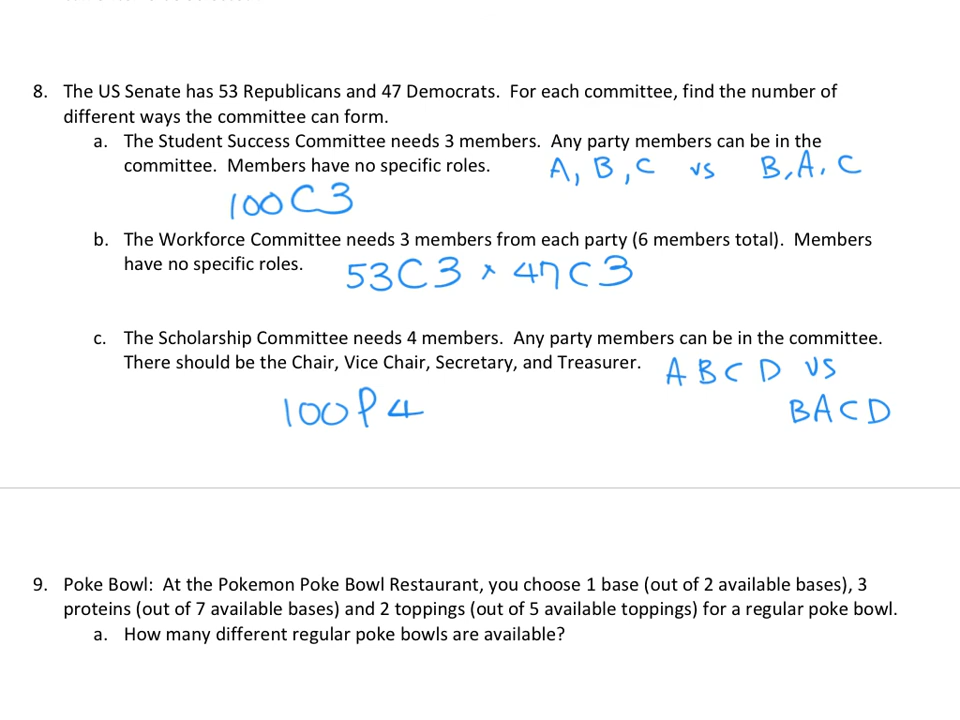 8. The US Senate has 53 Republicans and 47 Democrats. For each committee, find the number of
different ways the committee can form.
a. The Student Success Committee needs 3 members. Any party members can be in the
committee. Members have no specific roles. A, B, C vs B, A, C
100C3
b. The Workforce Committee needs 3 members from each party (6 members total). Members
have no specific roles. 53C3 × 47C3
c. The Scholarship Committee needs 4 members. Any party members can be in the committee.
There should be the Chair, Vice Chair, Secretary, and Treasurer. A B C D vs
100P4 BACD
9. Poke Bowl: At the Pokemon Poke Bowl Restaurant, you choose 1 base (out of 2 available bases), 3
proteins (out of 7 available bases) and 2 toppings (out of 5 available toppings) for a regular poke bowl.
a. How many different regular poke bowls are available?